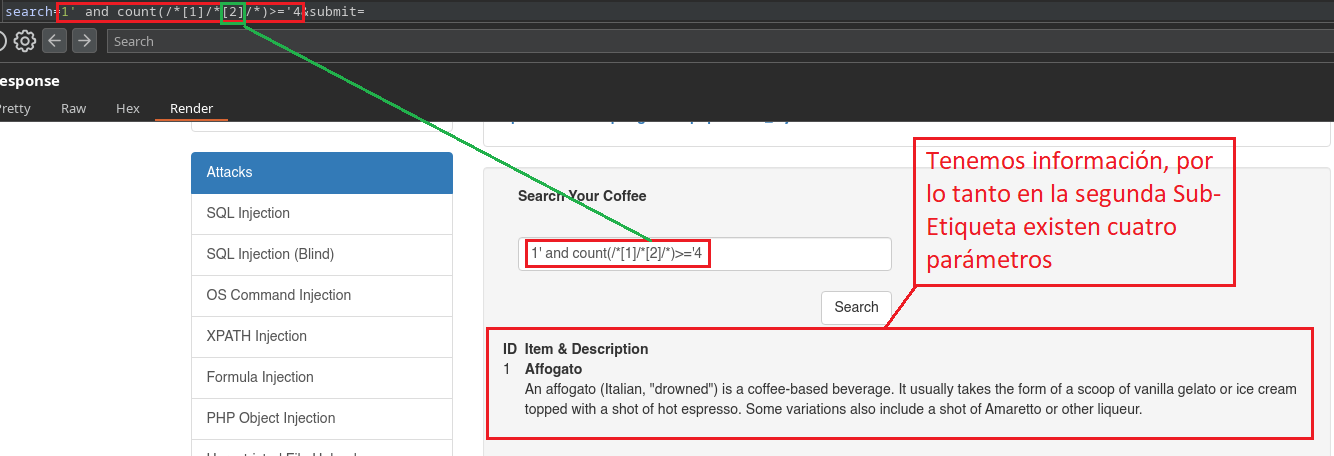 search=1' and count(/*[1]/*[2]/*)>='4&submit=
Search
esponse
Pretty Raw Hex Render
Attacks
SQL Injection
SQL Injection (Blind)
OS Command Injection
XPATH Injection
Formula Injection
PHP Object Injection
Search Your Coffee
1' and count(/*[1]/*[2]/*)>='4
Search
Tenemos información, por
lo tanto en la segunda Sub-
Etiqueta existen cuatro
parámetros
ID Item & Description
1 Affogato
An affogato (Italian, "drowned") is a coffee-based beverage. It usually takes the form of a scoop of vanilla gelato or ice cream
topped with a shot of hot espresso. Some variations also include a shot of Amaretto or other liqueur.